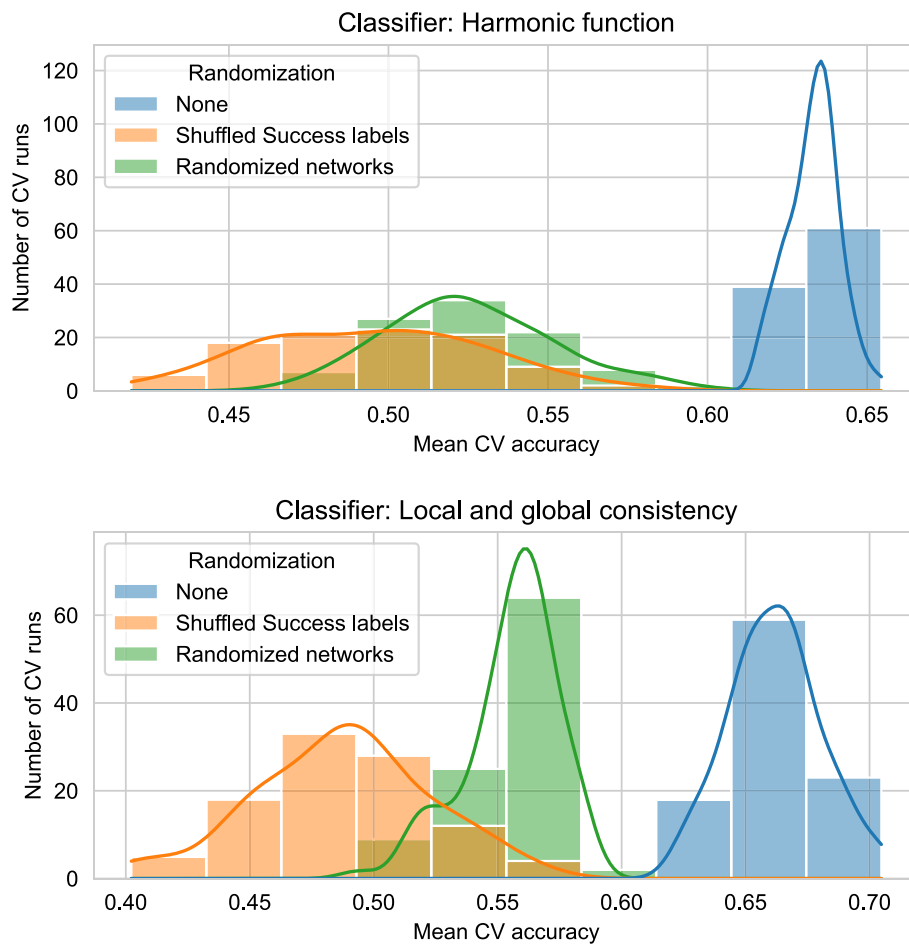 Classifier: Harmonic function
Number of CV runs
120
100
80
60
40
20
0
Randomization
None
Shuffled Success labels
Randomized networks
0.45 0.50 0.55 0.60 0.65
Mean CV accuracy
Classifier: Local and global consistency
Number of CV runs
60
40
20
0
Randomization
None
Shuffled Success labels
Randomized networks
0.40 0.45 0.50 0.55 0.60 0.65 0.70
Mean CV accuracy